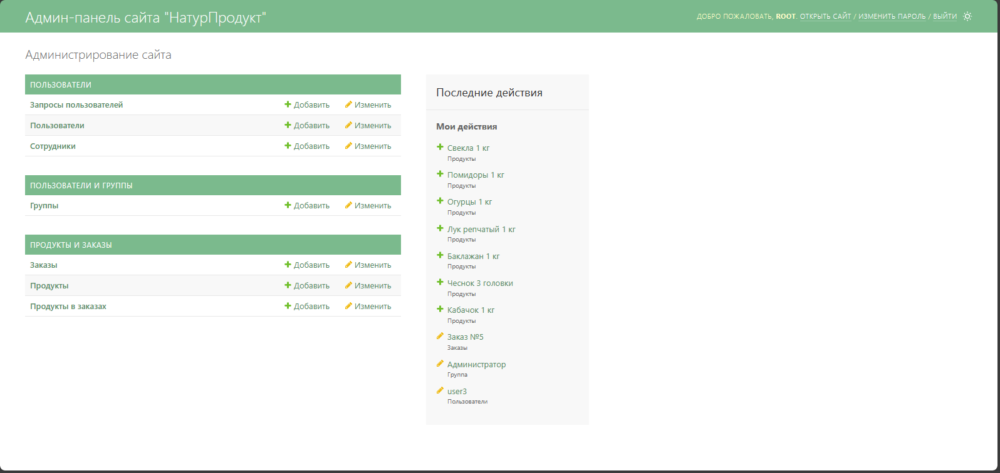 Админ-панель сайта "НатурПродукт"
ДОБРО ПОЖАЛОВАТЬ, ROOT. ОТКРЫТЬ САЙТ / ИЗМЕНИТЬ ПАРОЛЬ / ВЫЙТИ
Администрирование сайта
ПОЛЬЗОВАТЕЛИ
Запросы пользователей Добавить Изменить
Пользователи Добавить Изменить
Сотрудники Добавить Изменить
ПОЛЬЗОВАТЕЛИ И ГРУППЫ
Группы Добавить Изменить
ПРОДУКТЫ И ЗАКАЗЫ
Заказы Добавить Изменить
Продукты Добавить Изменить
Продукты в заказах Добавить Изменить
Последние действия
Мои действия
Свекла 1 кг
Продукты
Помидоры 1 кг
Продукты
Огурцы 1 кг
Продукты
Лук репчатый 1 кг
Продукты
Баклажан 1 кг
Продукты
Чеснок 3 головки
Продукты
Кабачок 1 кг
Продукты
Заказ №5
Заказы
Администратор
Группа
user3
Пользователи